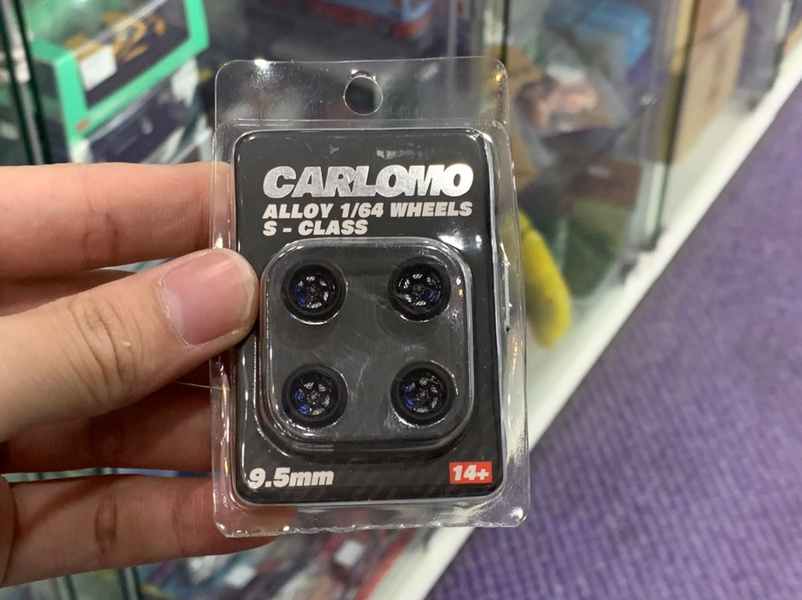 CARLOMO
ALLOY 1/64 WHEELS
S - CLASS
9.5mm
14+